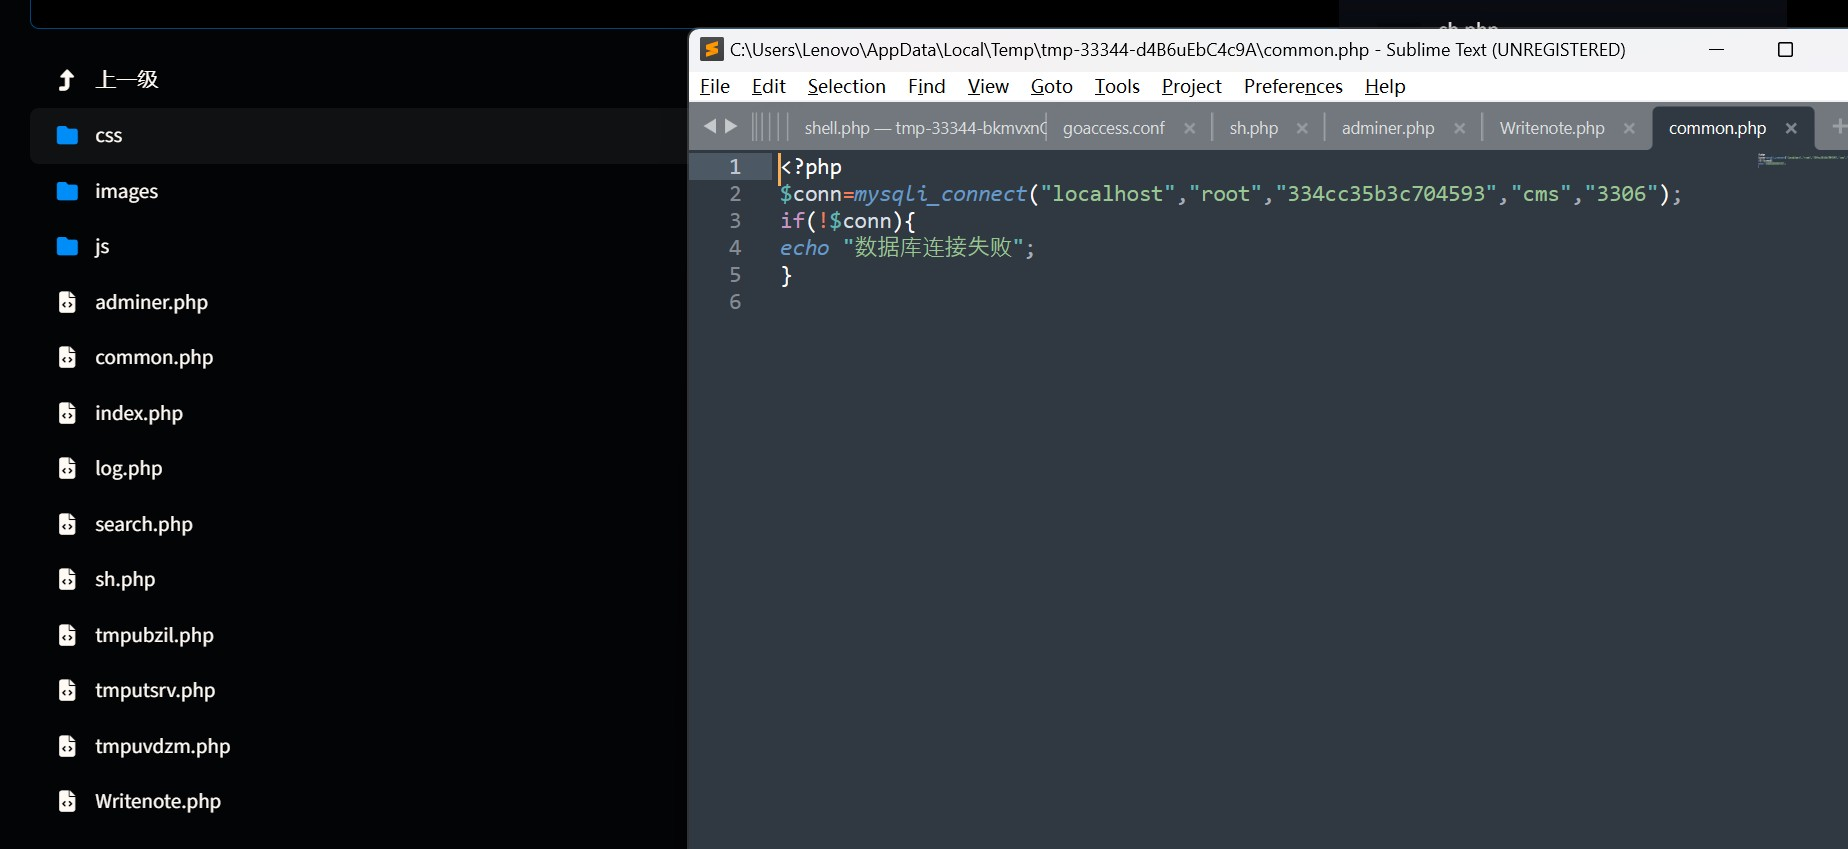 上一级
css
images
js
adminer.php
common.php
index.php
log.php
search.php
sh.php
tmpubzil.php
tmputsrv.php
tmpuvdzm.php
Writenote.php
sh.php
C:\Users\Lenovo\AppData\Local\Temp\tmp-33344-d4B6uEbC4c9A\common.php - Sublime Text (UNREGISTERED)
File Edit Selection Find View Goto Tools Project Preferences Help
shell.php — tmp-33344-bkmvxn goaccess.conf sh.php adminer.php Writenote.php common.php
1 <?php
2 $conn=mysqli_connect("localhost","root","334cc35b3c704593","cms","3306");
3 if(!$conn){
4 echo "数据库连接失败";
5 }
6